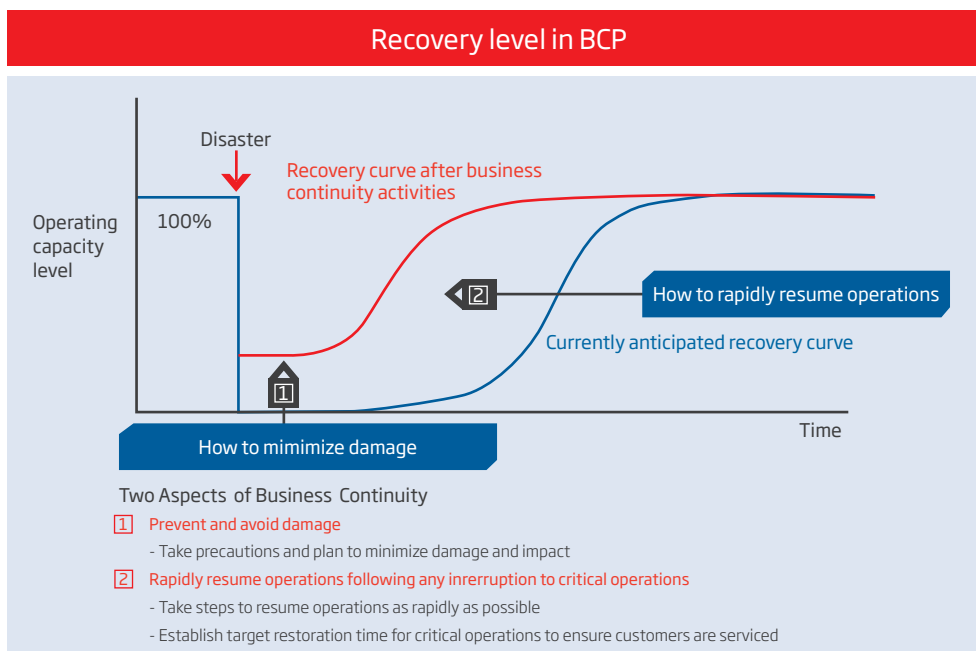 Recovery level in BCP
Disaster
Recovery curve after business
continuity activities
Operating
capacity
level
100%
2
How to rapidly resume operations
Currently anticipated recovery curve
1
Time
How to mimimize damage
Two Aspects of Business Continuity
1 Prevent and avoid damage
- Take precautions and plan to minimize damage and impact
2 Rapidly resume operations following any inrerruption to critical operations
- Take steps to resume operations as rapidly as possible
- Establish target restoration time for critical operations to ensure customers are serviced